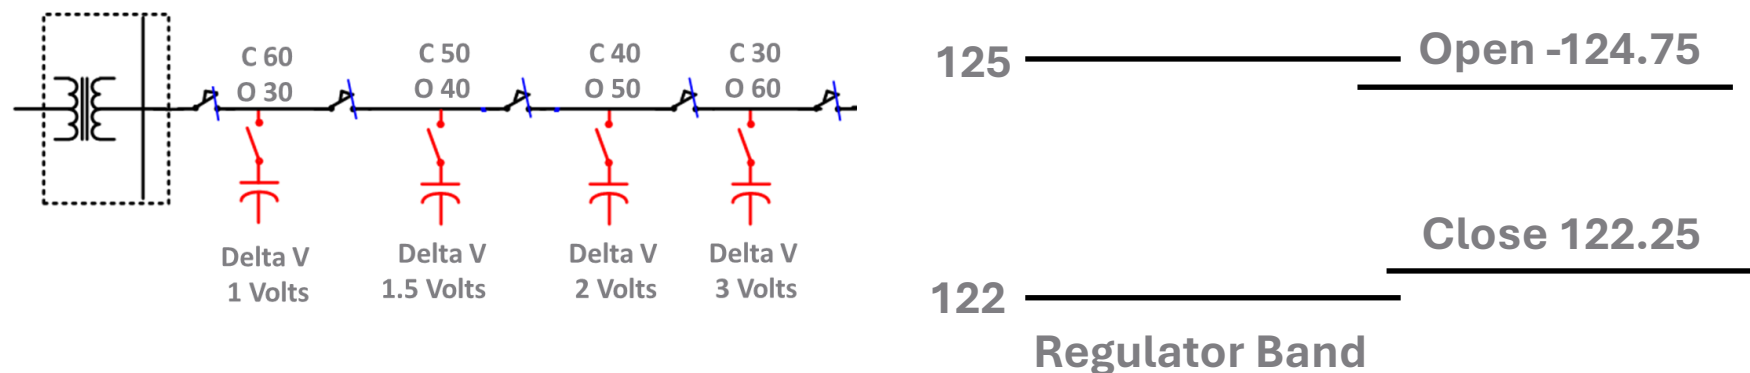 C 60
O 30
C 50
O 40
C 40
O 50
C 30
O 60
Delta V
1 Volts
Delta V
1.5 Volts
Delta V
2 Volts
Delta V
3 Volts
125
Open -124.75
Close 122.25
122
Regulator Band